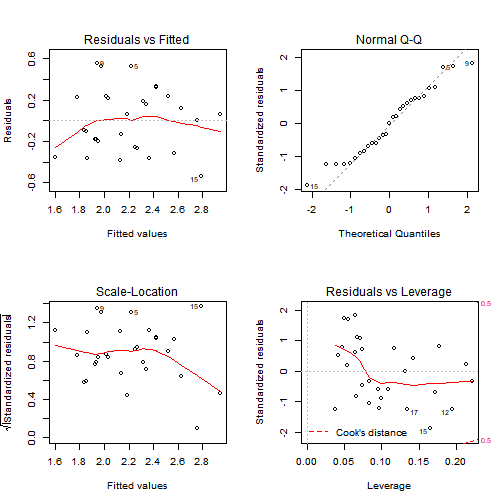 Residuals vs Fitted
Residuals
0.6
0.2
-0.2
-0.6
9
5
15
1.6 1.8 2.0 2.2 2.4 2.6 2.8
Fitted values
Normal Q-Q
Standardized residuals
2
1
0
-1
-2
5
9
15
-2 -1 0 1 2
Theoretical Quantiles
Scale-Location
√|Standardized residuals|
1.2
0.8
0.4
0.0
9
5
15
1.6 1.8 2.0 2.2 2.4 2.6 2.8
Fitted values
Residuals vs Leverage
Standardized residuals
2
1
0
-1
-2
0.5
0.5
17
12
15
Cook's distance
0.00 0.05 0.10 0.15 0.20
Leverage